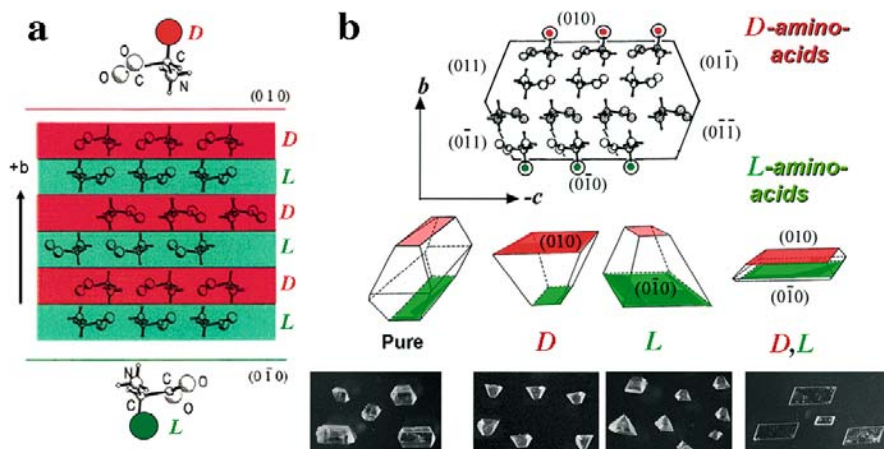 a
D
O
O
C
C
N
(0 1 0)
+b
D
L
D
L
D
L
N
C
C
O
O
(0 1̄ 0)
L
b
(010)
D-amino-
acids
(011)
(011̄)
b
(01̄1)
(01̄1̄)
(01̄0)
-c
L-amino-
acids
(010)
(01̄0)
(010)
(01̄0)
Pure
D
L
D,L